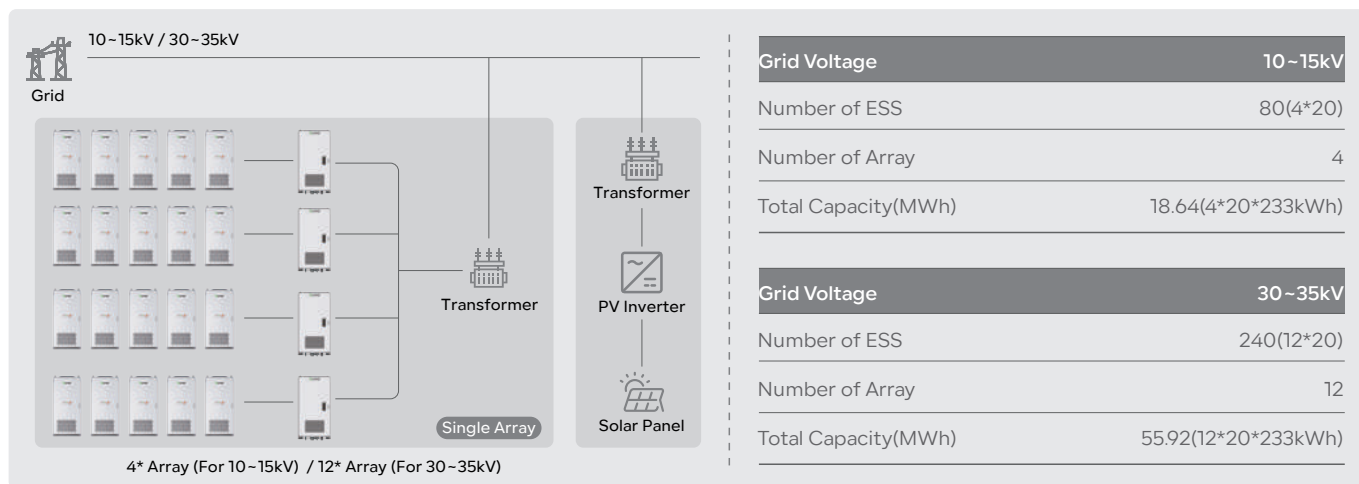 10~15kV / 30~35kV
Grid
Transformer
Single Array
4* Array (For 10~15kV) / 12* Array (For 30~35kV)
Transformer
PV Inverter
Solar Panel
Grid Voltage 10~15kV
Number of ESS 80(4*20)
Number of Array 4
Total Capacity(MWh) 18.64(4*20*233kWh)
Grid Voltage 30~35kV
Number of ESS 240(12*20)
Number of Array 12
Total Capacity(MWh) 55.92(12*20*233kWh)